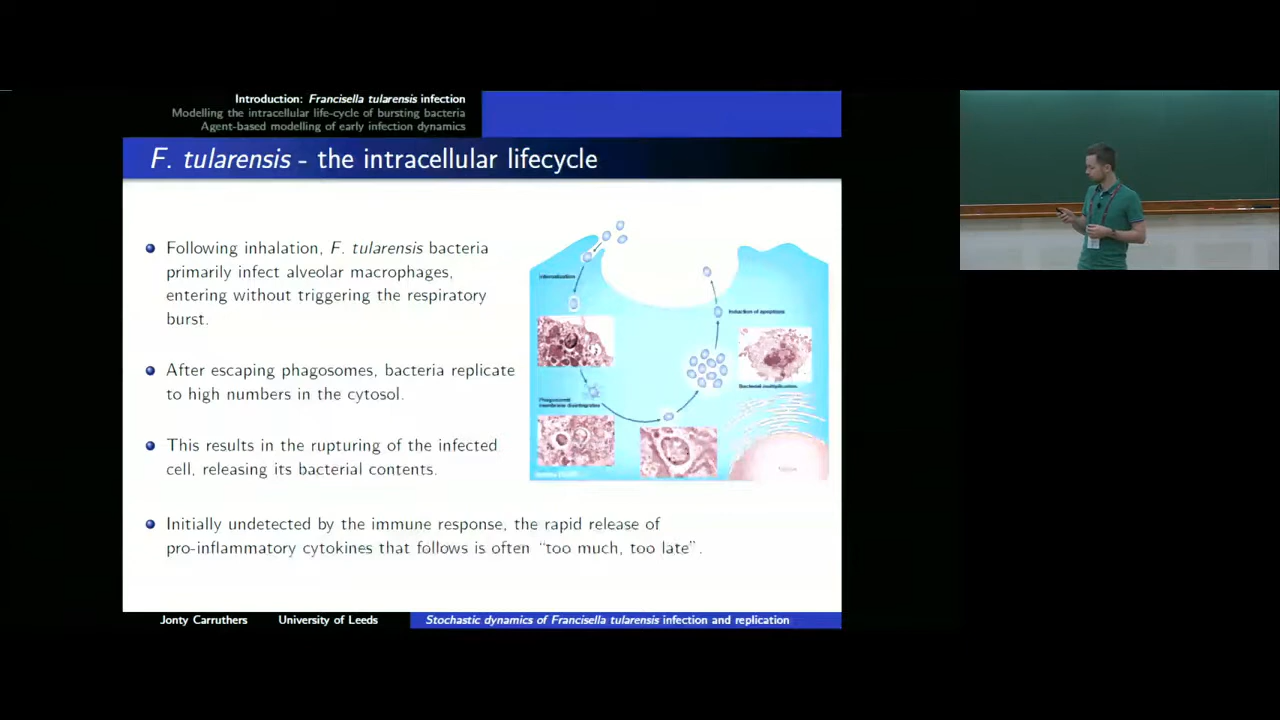 Introduction: Francisella tularensis infection
Modelling the intracellular life-cycle of bursting bacteria
Agent-based modelling of early infection dynamics
F. tularensis - the intracellular lifecycle
Following inhalation, F. tularensis bacteria
primarily infect alveolar macrophages,
entering without triggering the respiratory
burst.
After escaping phagosomes, bacteria replicate
to high numbers in the cytosol.
This results in the rupturing of the infected
cell, releasing its bacterial contents.
Initially undetected by the immune response, the rapid release of
pro-inflammatory cytokines that follows is often “too much, too late”.
Internalization
Phagosomal
membrane disintegrates
Induction of apoptosis
Bacterial multiplication
Jonty Carruthers University of Leeds Stochastic dynamics of Francisella tularensis infection and replication